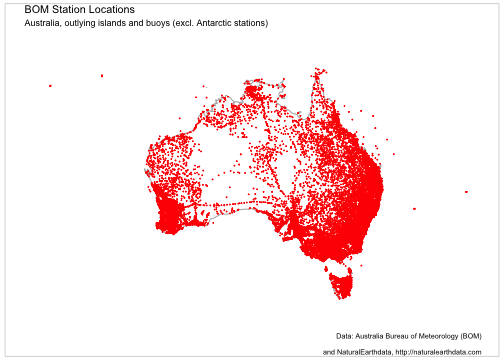 BOM Station Locations
Australia, outlying islands and buoys (excl. Antarctic stations)
Data: Australia Bureau of Meteorology (BOM)
and NaturalEarthdata, http://naturalearthdata.com